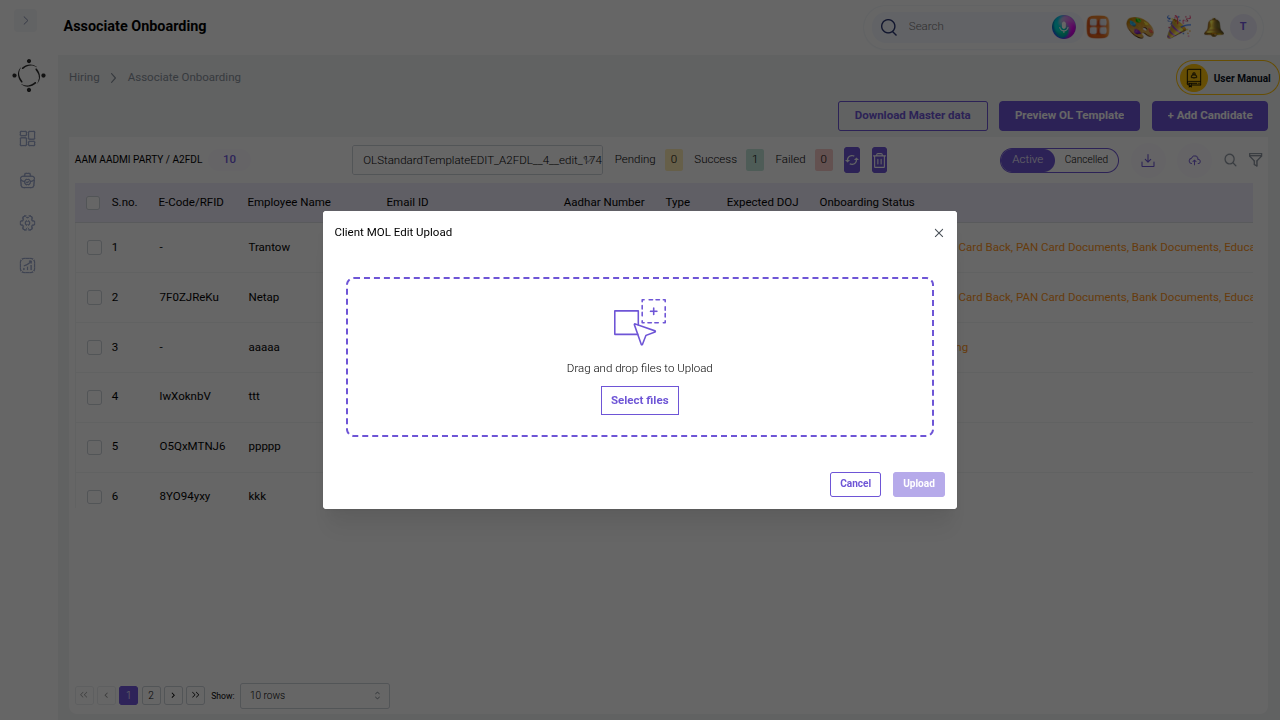 Associate Onboarding
Search
T
Hiring
Associate Onboarding
User Manual
Download Master data
Preview OL Template
+ Add Candidate
AAM AADMI PARTY / A2FDL
10
OLStandardTemplateEDIT_A2FDL__4__edit_174
Pending 0 Success 1 Failed 0
Active Cancelled
S.no. E-Code/RFID Employee Name Email ID Aadhar Number Type Expected DOJ Onboarding Status
Client MOL Edit Upload
1 - Trantow Card Back, PAN Card Documents, Bank Documents, Educa
2 7F0ZJReKu Netap Card Back, PAN Card Documents, Bank Documents, Educa
3 - aaaaa ng
4 IwXoknbV ttt
5 O5QxMTNJ6 ppppp
6 8YO94yxy kkk
Drag and drop files to Upload
Select files
Cancel
Upload
1 2 Show: 10 rows